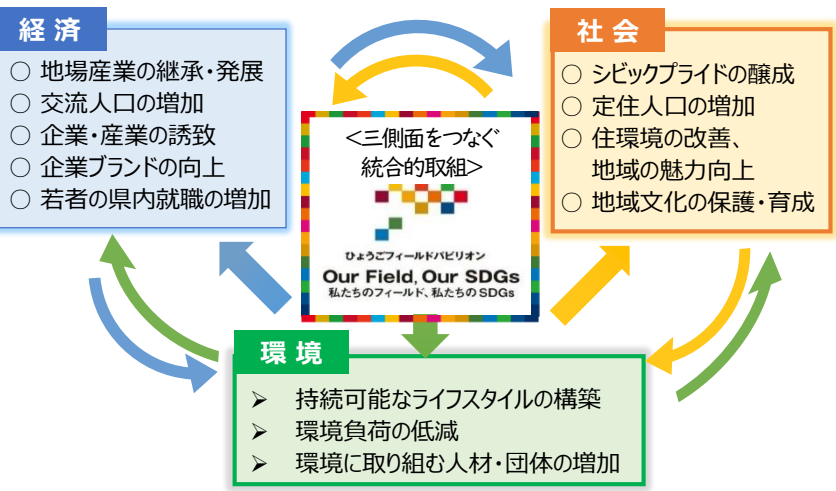 経 済
○ 地場産業の継承・発展
○ 交流人口の増加
○ 企業・産業の誘致
○ 企業ブランドの向上
○ 若者の県内就職の増加
<三側面をつなぐ
統合的取組>
ひょうごフィールドパビリオン
Our Field, Our SDGs
私たちのフィールド、私たちのSDGs
社 会
○ シビックプライドの醸成
○ 定住人口の増加
○ 住環境の改善、
地域の魅力向上
○ 地域文化の保護・育成
環 境
➢ 持続可能なライフスタイルの構築
➢ 環境負荷の低減
➢ 環境に取り組む人材・団体の増加